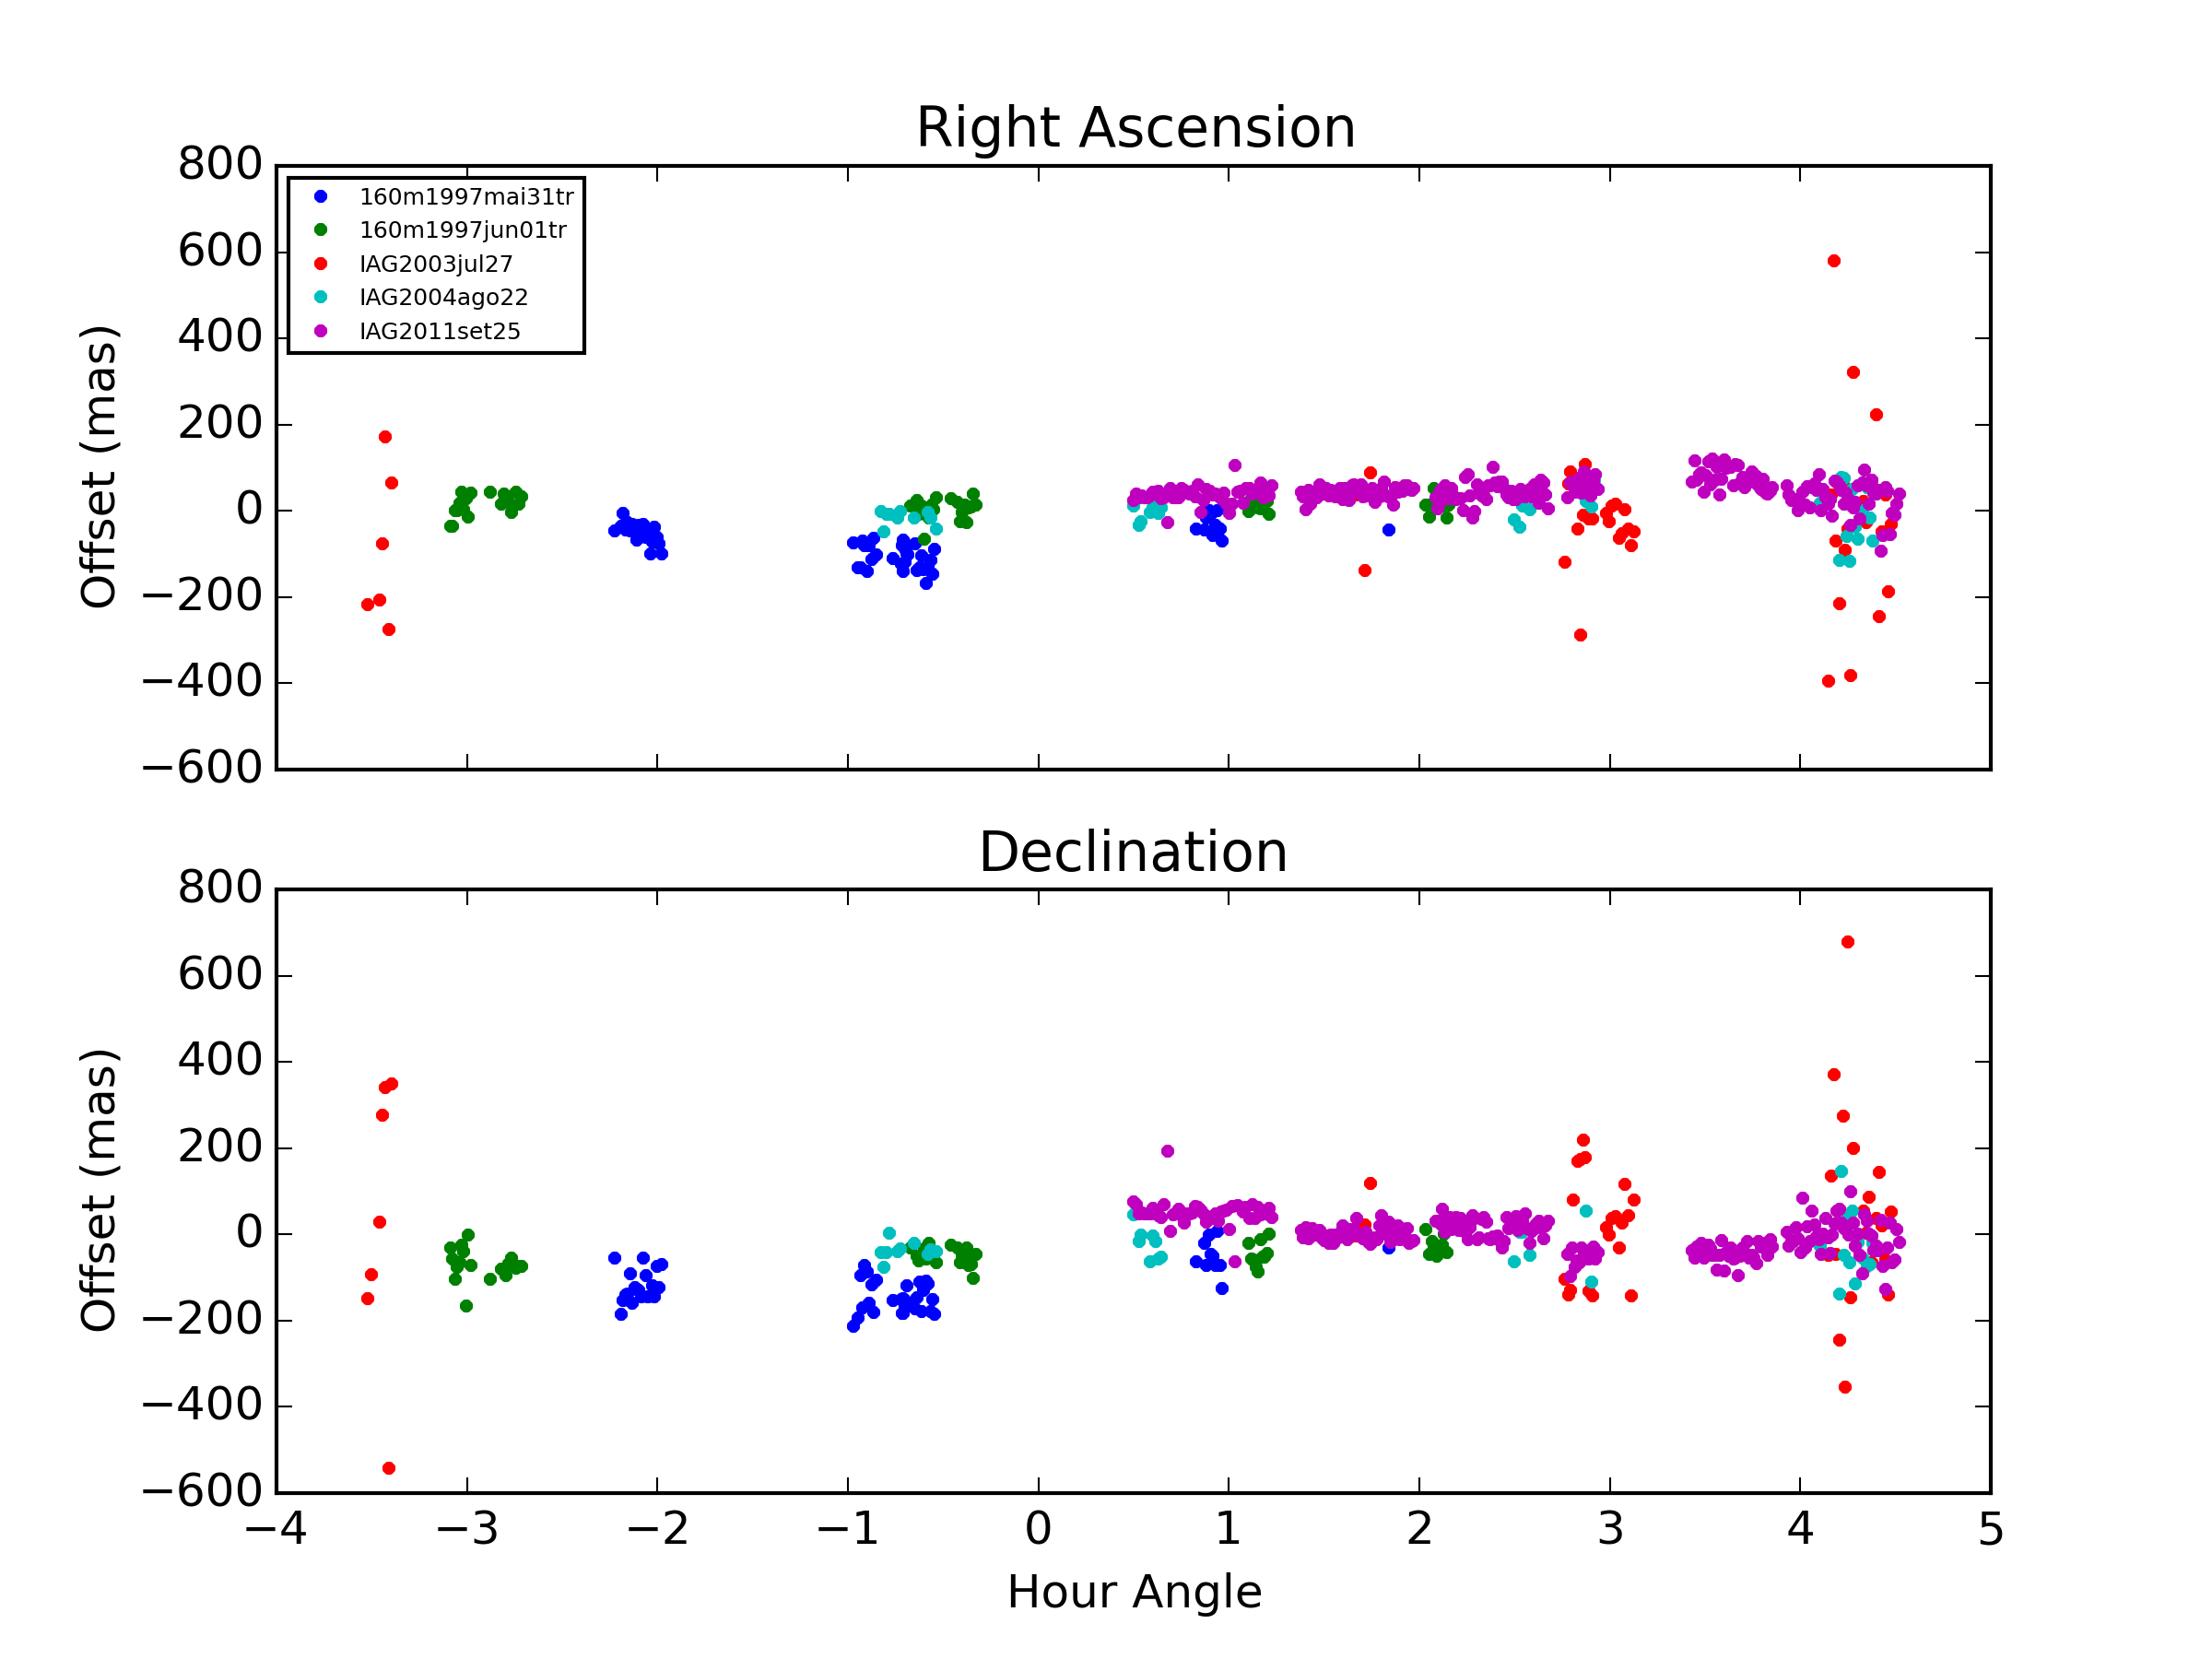 Right Ascension
800
600
400
200
0
−200
−400
−600
Offset (mas)
160m1997mai31tr
160m1997jun01tr
IAG2003jul27
IAG2004ago22
IAG2011set25
Declination
800
600
400
200
0
−200
−400
−600
Offset (mas)
−4 −3 −2 −1 0 1 2 3 4 5
Hour Angle